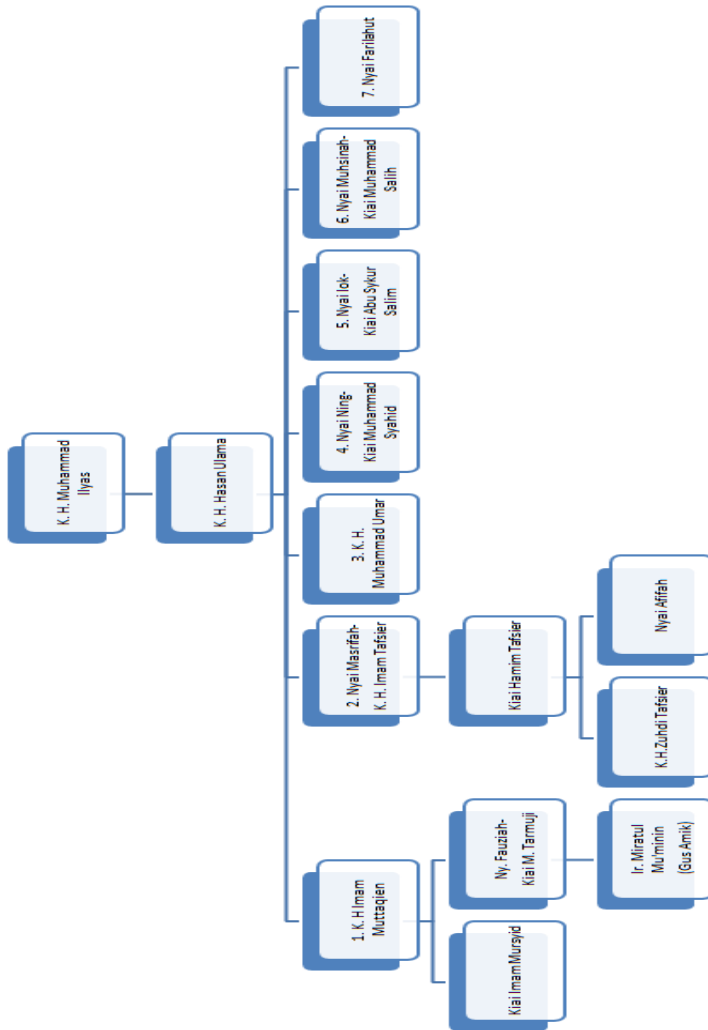 K. H. Muhammad
Ilyas
K. H. Hasan Ulama
1. K. H Imam
Muttaqien
2. Nyai Masrifah-
K. H. Imam Tafsier
3. K. H.
Muhammad Umar
4. Nyai Ning-
Kiai Muhammad
Syahid
5. Nyai Iok-
Kiai Abu Sykur
Salim
6. Nyai Muhsinah-
Kiai Muhammad
Salih
7. Nyai Farilahut
Kiai Imam Mursyid
Ny. Fauziah-
Kiai M. Tarmuji
Kiai Hamim Tafsier
Ir. Miratul
Mu'minin
(Gus Amik)
K.H.Zuhdi Tafsier
Nyai Afifah